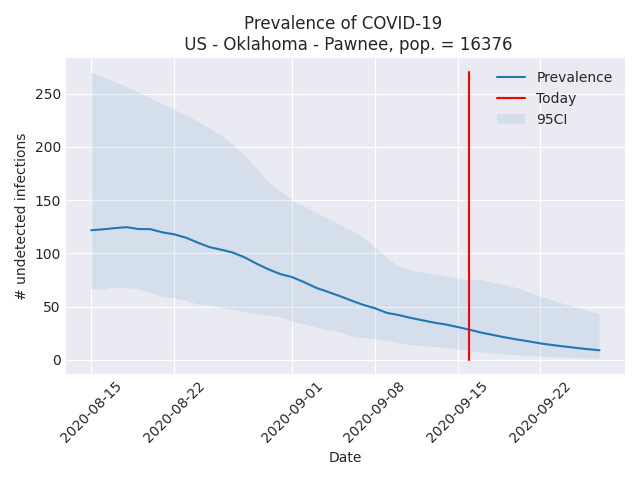 Prevalence of COVID-19
US - Oklahoma - Pawnee, pop. = 16376
Prevalence
Today
95CI
250
200
150
100
50
0
# undetected infections
2020-08-15
2020-08-22
2020-09-01
2020-09-08
2020-09-15
2020-09-22
Date